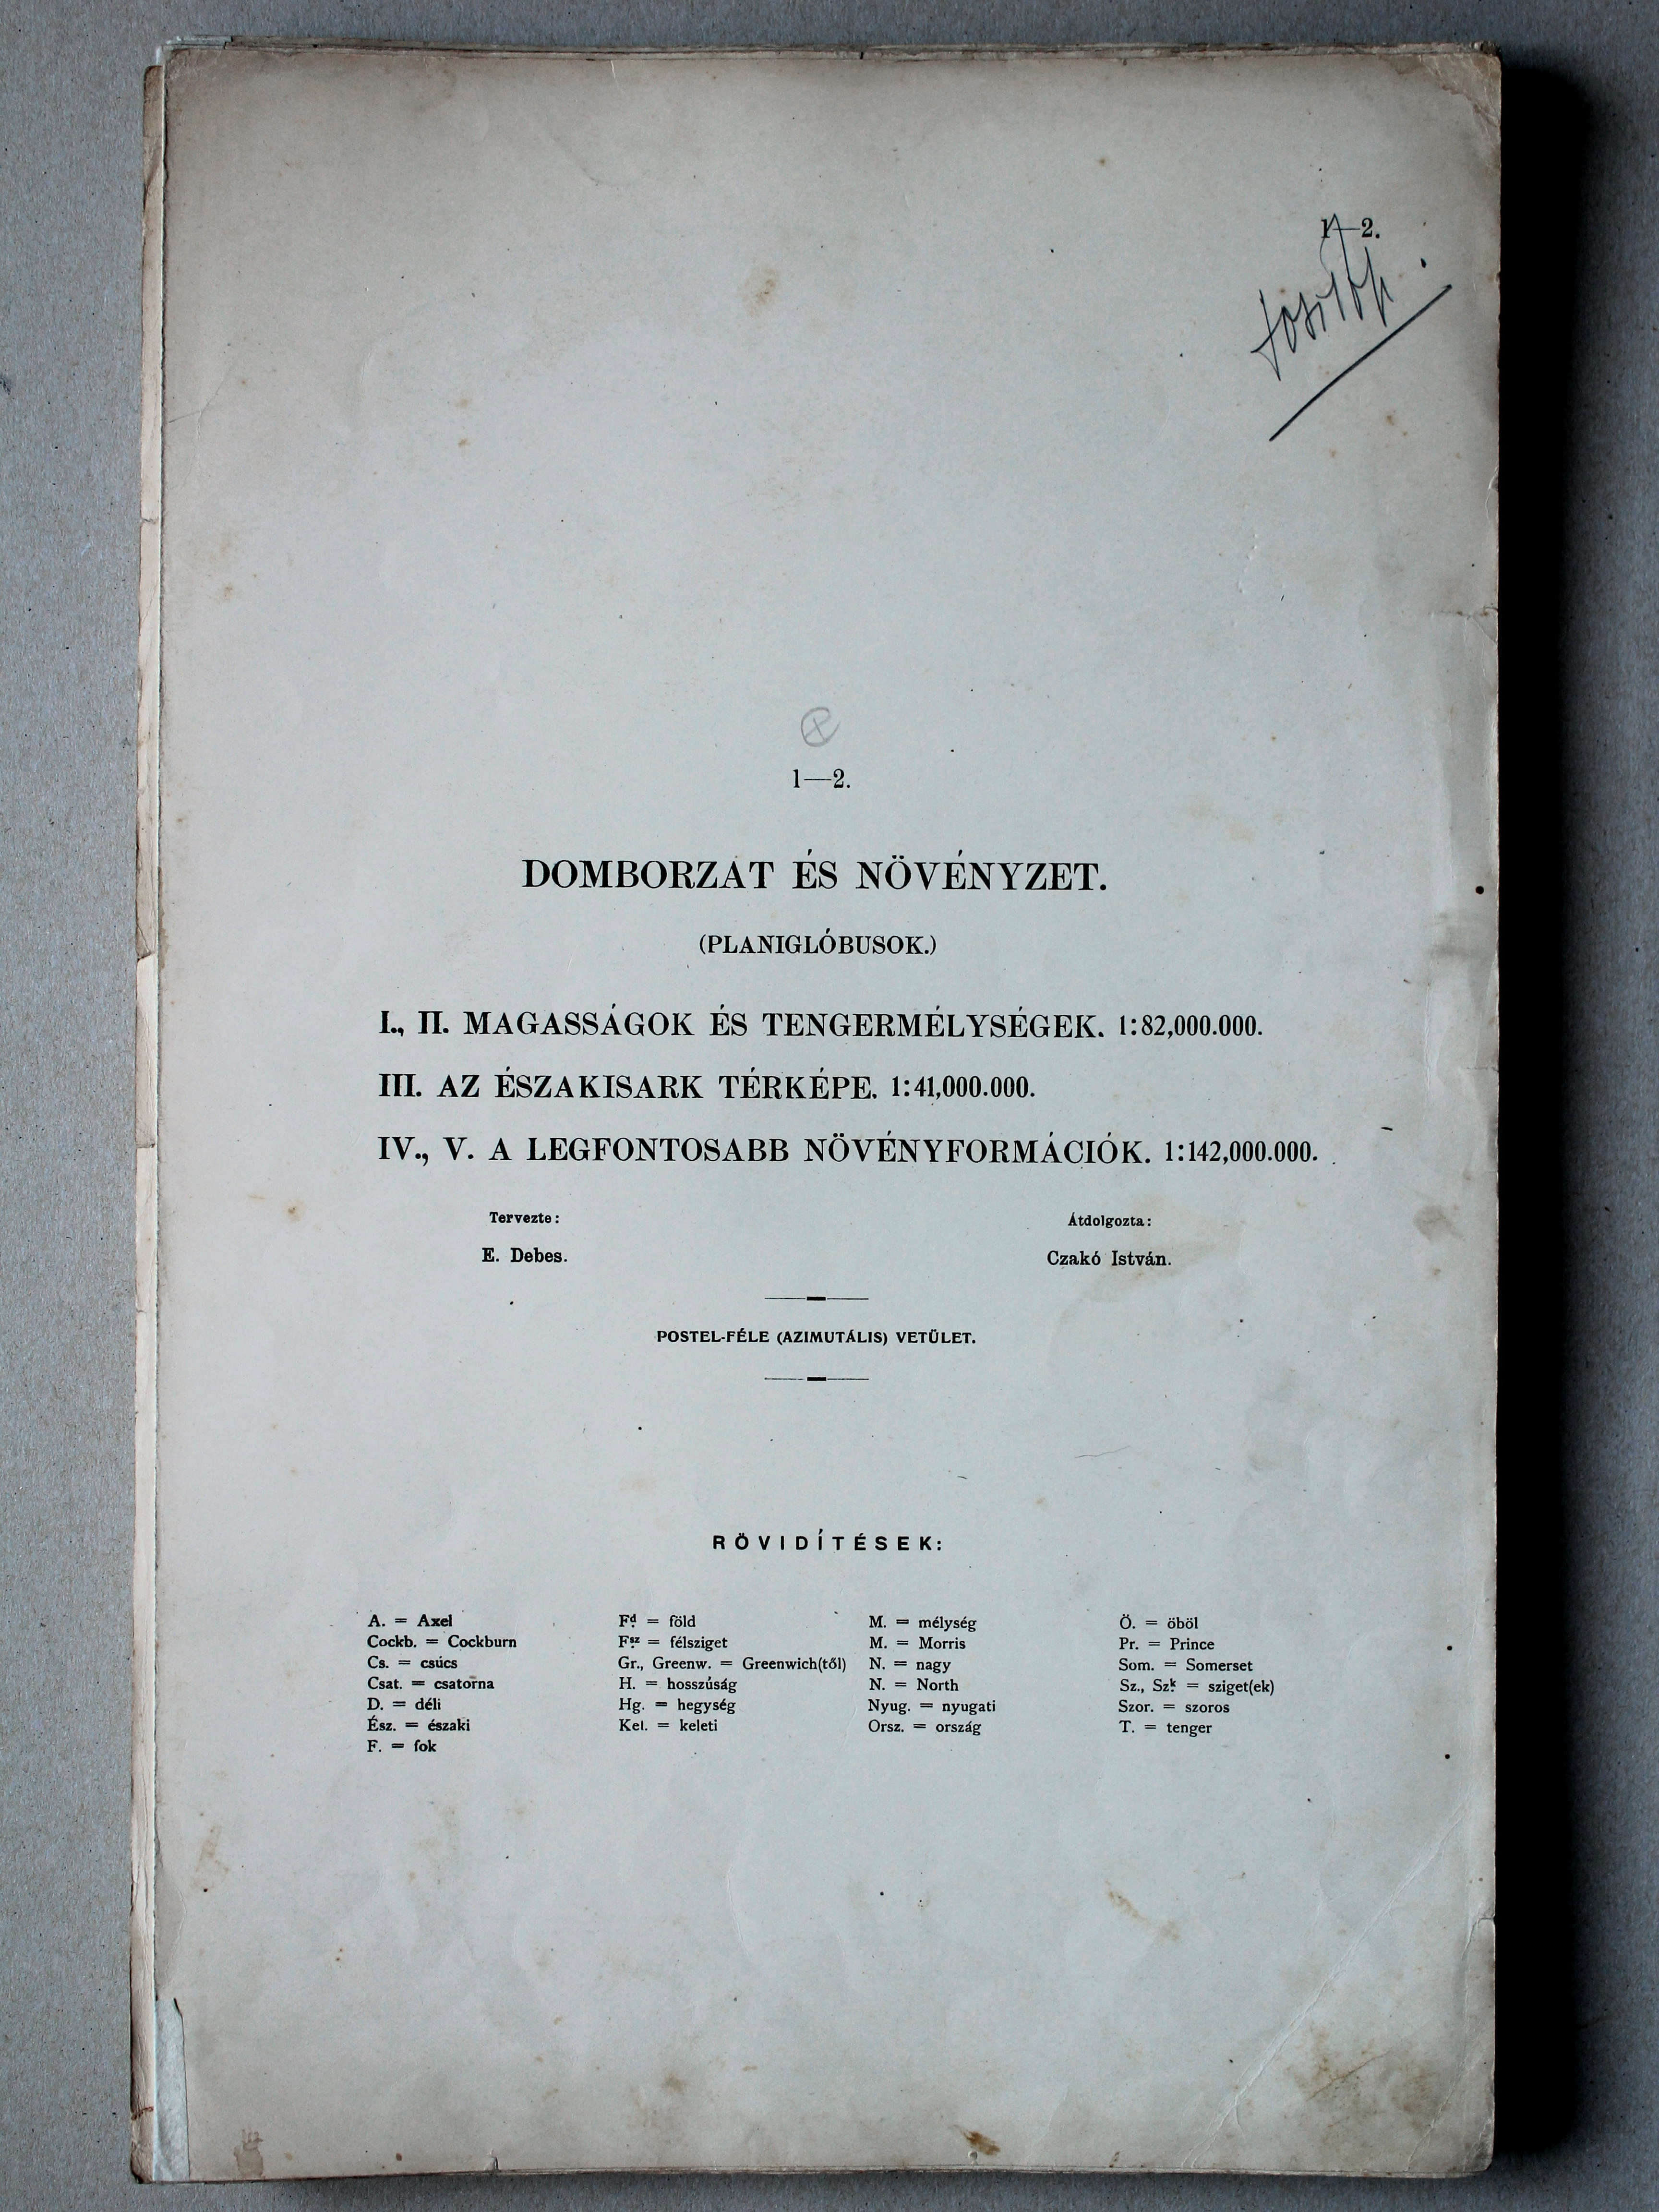 1—2.
1—2.
DOMBORZAT ÉS NÖVÉNYZET.
(PLANIGLÓBUSOK.)
I., II. MAGASSÁGOK ÉS TENGERMÉLYSÉGEK. 1:82,000.000.
III. AZ ÉSZAKISARK TÉRKÉPE. 1:41,000.000.
IV., V. A LEGFONTOSABB NÖVÉNYFORMÁCIÓK. 1:142,000.000.
Tervezte:
E. Debes.
Átdolgozta:
Czakó István.
POSTEL-FÉLE (AZIMUTÁLIS) VETÜLET.
RÖVIDÍTÉSEK:
A. = Axel
Cockb. = Cockburn
Cs. = csúcs
Csat. = csatorna
D. = déli
Ész. = északi
F. = fok
Fd. = föld
Fsz. = félsziget
Gr., Greenw. = Greenwich(től)
H. = hosszúság
Hg. = hegység
Kel. = keleti
M. = mélység
M. = Morris
N. = nagy
N. = North
Nyug. = nyugati
Orsz. = ország
Ö. = öböl
Pr. = Prince
Som. = Somerset
Sz., Szk. = sziget(ek)
Szor. = szoros
T. = tenger